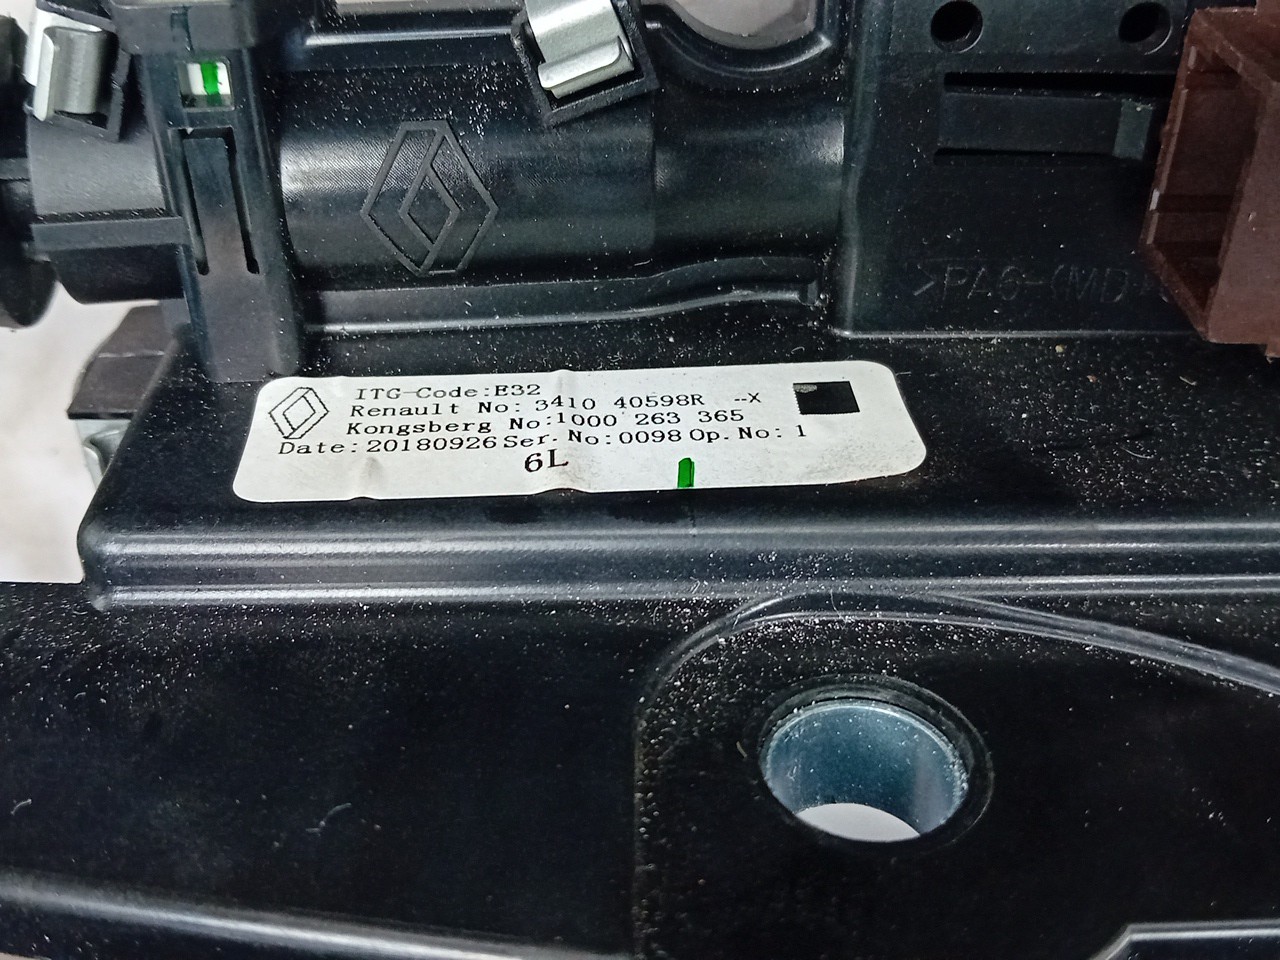 >PA6-(MD
ITG-Code:E32
Renault No: 3410 40598R --X
Kongsberg No:1000 263 365
Date:20180926 Ser. No:0098 Op. No: 1
6L